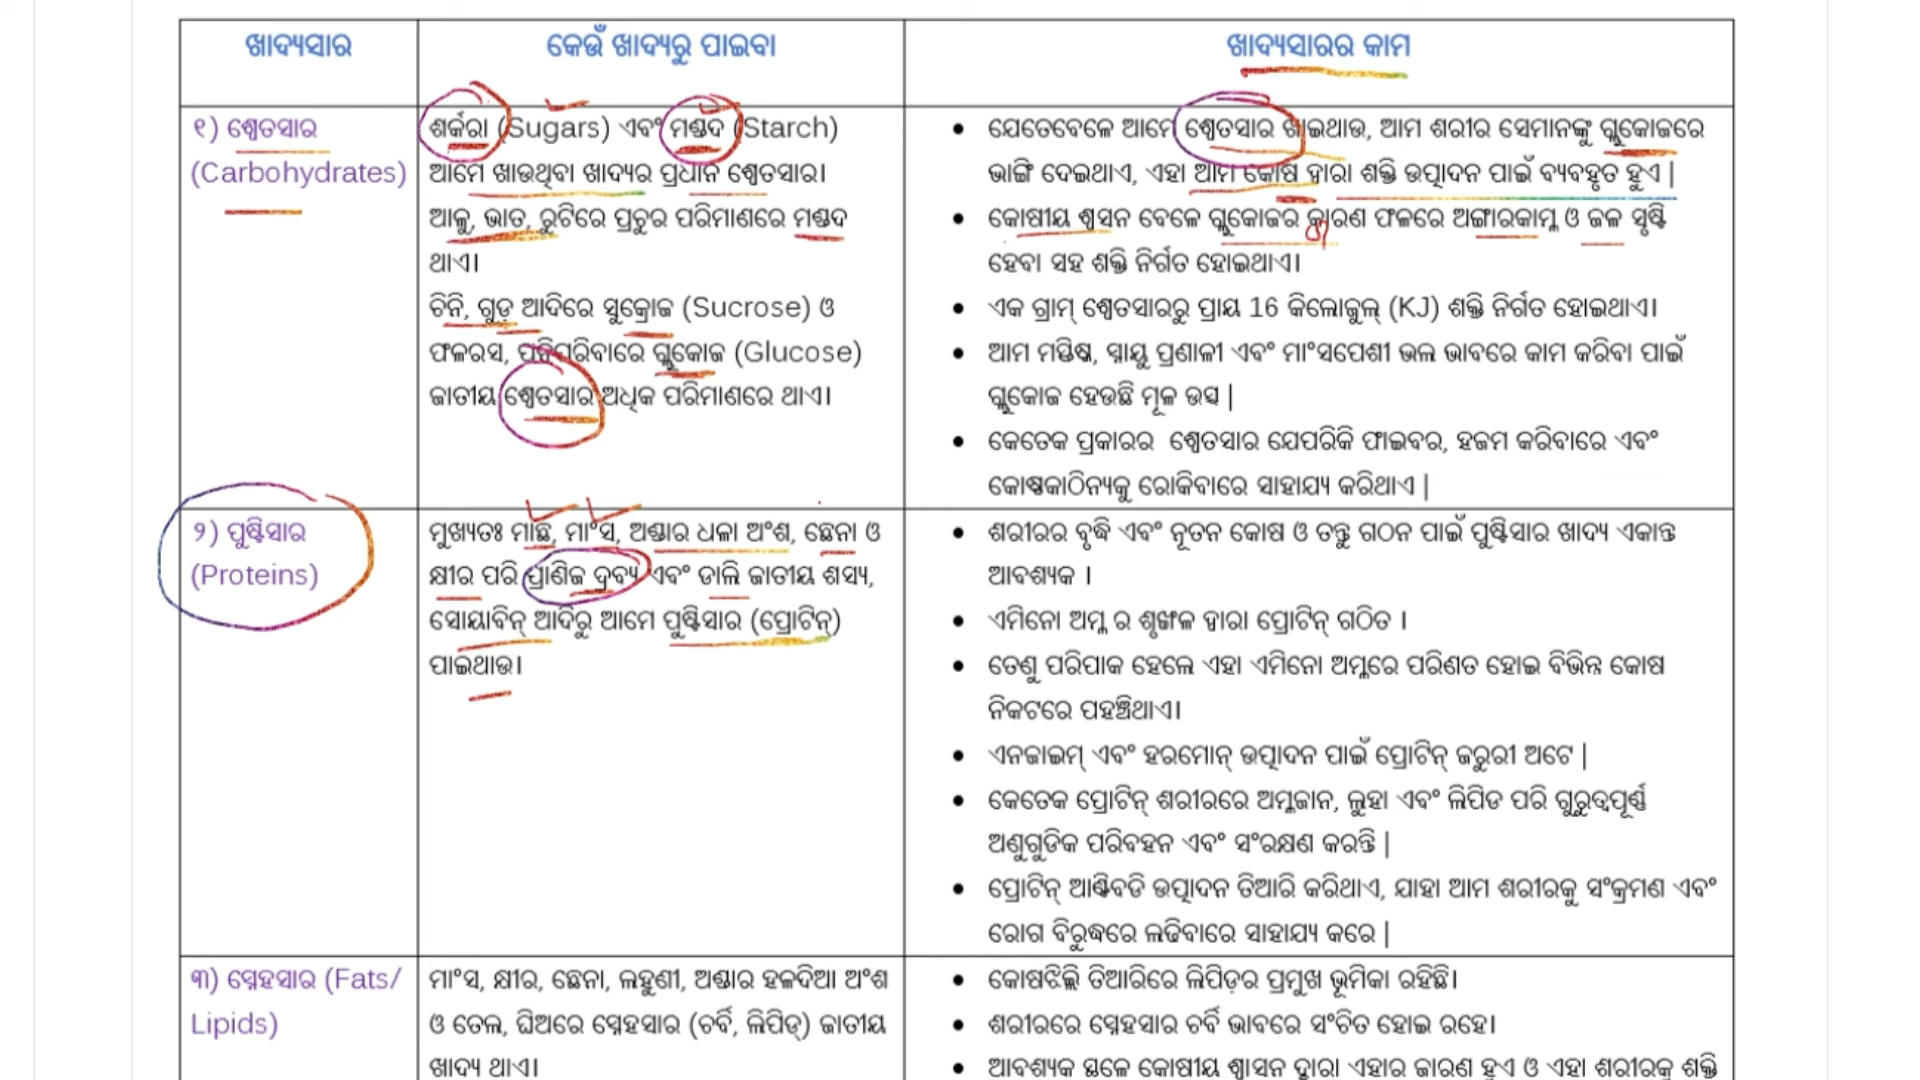 ଖାଦ୍ୟସାର
କେଉଁ ଖାଦ୍ୟରୁ ପାଇବା
ଖାଦ୍ୟସାରର କାମ
୧) ଶ୍ଵେତସାର
(Carbohydrates)
ଶର୍କରା (Sugars) ଏବଂ ମଣ୍ଡଦ (Starch)
ଆମେ ଖାଉଥିବା ଖାଦ୍ୟର ପ୍ରଧାନ ଶ୍ଵେତସାର।
ଆଳୁ, ଭାତ, ରୁଟିରେ ପ୍ରଚୁର ପରିମାଣରେ ମଣ୍ଡଦ
ଥାଏ।
ଚିନି, ଗୁଡ଼ ଆଦିରେ ସୁକ୍ରୋଜ (Sucrose) ଓ
ଫଳରସ, ପନିପରିବାରେ ଗ୍ଲୁକୋଜ (Glucose)
ଜାତୀୟ ଶ୍ଵେତସାର ଅଧିକ ପରିମାଣରେ ଥାଏ।
• ଯେତେବେଳେ ଆମେ ଶ୍ଵେତସାର ଖାଇଥାଉ, ଆମ ଶରୀର ସେମାନଙ୍କୁ ଗ୍ଲୁକୋଜରେ
ଭାଙ୍ଗି ଦେଇଥାଏ, ଏହା ଆମ କୋଷ ଦ୍ୱାରା ଶକ୍ତି ଉତ୍ପାଦନ ପାଇଁ ବ୍ୟବହୃତ ହୁଏ |
• କୋଷୀୟ ଶ୍ୱସନ ବେଳେ ଗ୍ଲୁକୋଜର କ୍ଷାରଣ ଫଳରେ ଅଙ୍ଗାରକାମ୍ଳ ଓ ଜଳ ସୃଷ୍ଟି
ହେବା ସହ ଶକ୍ତି ନିର୍ଗତ ହୋଇଥାଏ।
• ଏକ ଗ୍ରାମ୍ ଶ୍ଵେତସାରରୁ ପ୍ରାୟ 16 କିଲୋଜୁଲ୍ (KJ) ଶକ୍ତି ନିର୍ଗତ ହୋଇଥାଏ।
• ଆମ ମସ୍ତିଷ୍କ, ସ୍ନାୟୁ ପ୍ରଣାଳୀ ଏବଂ ମାଂସପେଶୀ ଭଲ ଭାବରେ କାମ କରିବା ପାଇଁ
ଗ୍ଲୁକୋଜ ହେଉଛି ମୂଳ ଉତ୍ସ |
• କେତେକ ପ୍ରକାରର ଶ୍ଵେତସାର ଯେପରିକି ଫାଇବର, ହଜମ କରିବାରେ ଏବଂ
କୋଷ୍ଠକାଠିନ୍ୟକୁ ରୋକିବାରେ ସାହାଯ୍ୟ କରିଥାଏ |
୨) ପୁଷ୍ଟିସାର
(Proteins)
ମୁଖ୍ୟତଃ ମାଛ, ମାଂସ, ଅଣ୍ଡାର ଧଳା ଅଂଶ, ଛେନା ଓ
କ୍ଷୀର ପରି ପ୍ରାଣିଜ ଦ୍ରବ୍ୟ ଏବଂ ଡାଲି ଜାତୀୟ ଶସ୍ୟ,
ସୋୟାବିନ୍ ଆଦିରୁ ଆମେ ପୁଷ୍ଟିସାର (ପ୍ରୋଟିନ୍)
ପାଇଥାଉ।
• ଶରୀରର ବୃଦ୍ଧି ଏବଂ ନୂତନ କୋଷ ଓ ତନ୍ତୁ ଗଠନ ପାଇଁ ପୁଷ୍ଟିସାର ଖାଦ୍ୟ ଏକାନ୍ତ
ଆବଶ୍ୟକ ।
• ଏମିନୋ ଅମ୍ଳ ର ଶୃଙ୍ଖଳ ଦ୍ୱାରା ପ୍ରୋଟିନ୍ ଗଠିତ ।
• ତେଣୁ ପରିପାକ ହେଲେ ଏହା ଏମିନୋ ଅମ୍ଳରେ ପରିଣତ ହୋଇ ବିଭିନ୍ନ କୋଷ
ନିକଟରେ ପହଞ୍ଚିଥାଏ।
• ଏନଜାଇମ୍ ଏବଂ ହରମୋନ୍ ଉତ୍ପାଦନ ପାଇଁ ପ୍ରୋଟିନ୍ ଜରୁରୀ ଅଟେ |
• କେତେକ ପ୍ରୋଟିନ୍ ଶରୀରରେ ଅମ୍ଳଜାନ, ଲୁହା ଏବଂ ଲିପିଡ ପରି ଗୁରୁତ୍ୱପୂର୍ଣ୍ଣ
ଅଣୁଗୁଡିକ ପରିବହନ ଏବଂ ସଂରକ୍ଷଣ କରନ୍ତି |
• ପ୍ରୋଟିନ୍ ଆଣ୍ଟିବଡି ଉତ୍ପାଦନ ତିଆରି କରିଥାଏ, ଯାହା ଆମ ଶରୀରକୁ ସଂକ୍ରମଣ ଏବଂ
ରୋଗ ବିରୁଦ୍ଧରେ ଲଢିବାରେ ସାହାଯ୍ୟ କରେ |
୩) ସ୍ନେହସାର (Fats/
Lipids)
ମାଂସ, କ୍ଷୀର, ଛେନା, ଲହୁଣୀ, ଅଣ୍ଡାର ହଳଦିଆ ଅଂଶ
ଓ ତେଲ, ଘିଅରେ ସ୍ନେହସାର (ଚର୍ବି, ଲିପିଡ୍) ଜାତୀୟ
ଖାଦ୍ୟ ଥାଏ।
• କୋଷଝିଲ୍ଲି ତିଆରିରେ ଲିପିଡ୍‌ର ପ୍ରମୁଖ ଭୂମିକା ରହିଛି।
• ଶରୀରରେ ସ୍ନେହସାର ଚର୍ବି ଭାବରେ ସଂଚିତ ହୋଇ ରହେ।
• ଆବଶ୍ୟକ ସ୍ଥଳେ କୋଷୀୟ ଶ୍ୱାସନ ଦ୍ୱାରା ଏହାର ଜାରଣ ହୁଏ ଓ ଏହା ଶରୀରକୁ ଶକ୍ତି